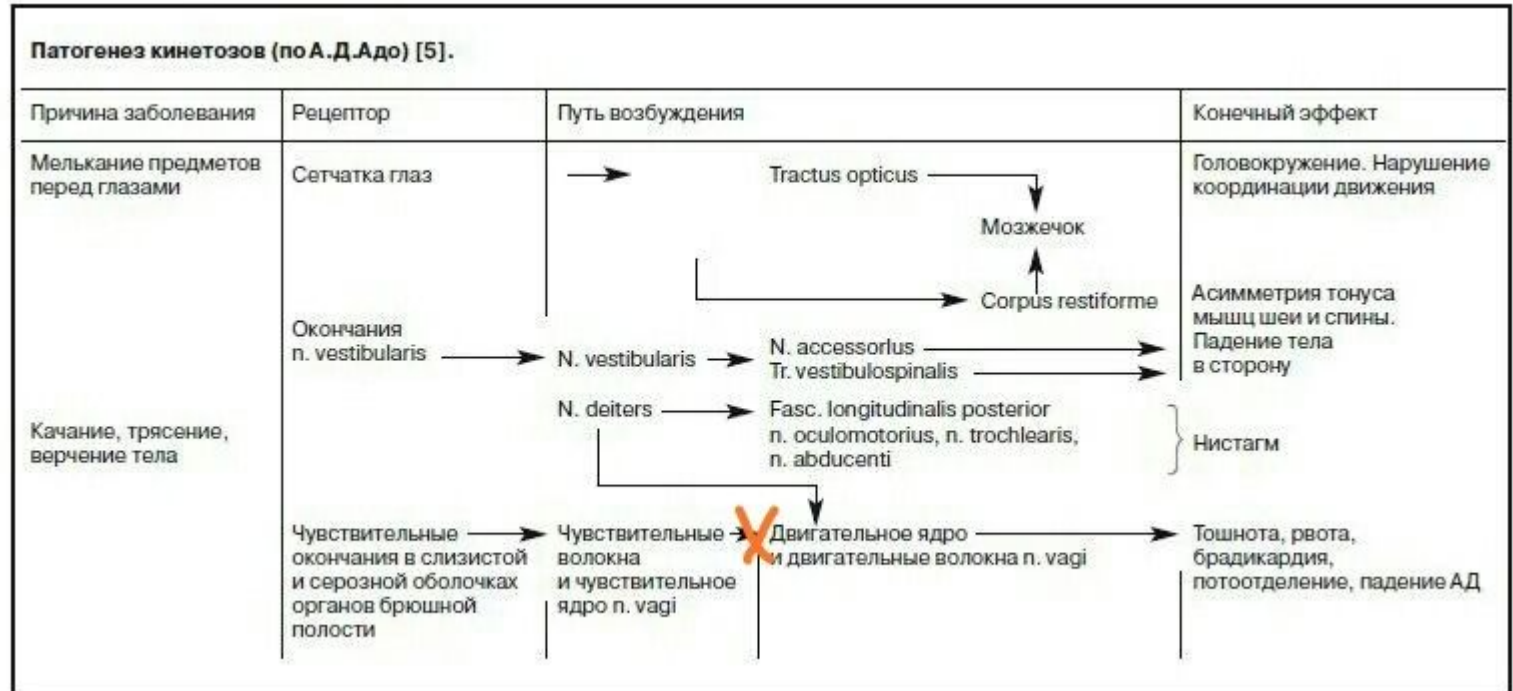 Патогенез кинетозов (по А.Д.Адо) [5].
Причина заболевания
Рецептор
Путь возбуждения
Конечный эффект
Мелькание предметов
перед глазами
Сетчатка глаз
Tractus opticus
Головокружение. Нарушение
координации движения
Мозжечок
Corpus restiforme
Асимметрия тонуса
мышц шеи и спины.
Падение тела
в сторону
Окончания
n. vestibularis
N. vestibularis
N. accessorlus
Tr. vestibulospinalis
Качание, трясение,
верчение тела
N. deiters
Fasc. longitudinalis posterior
n. oculomotorius, n. trochlearis,
n. abducenti
Нистагм
Чувствительные
окончания в слизистой
и серозной оболочках
органов брюшной
полости
Чувствительные
волокна
и чувствительное
ядро n. vagi
Двигательное ядро
и двигательные волокна n. vagi
Тошнота, рвота,
брадикардия,
потоотделение, падение АД